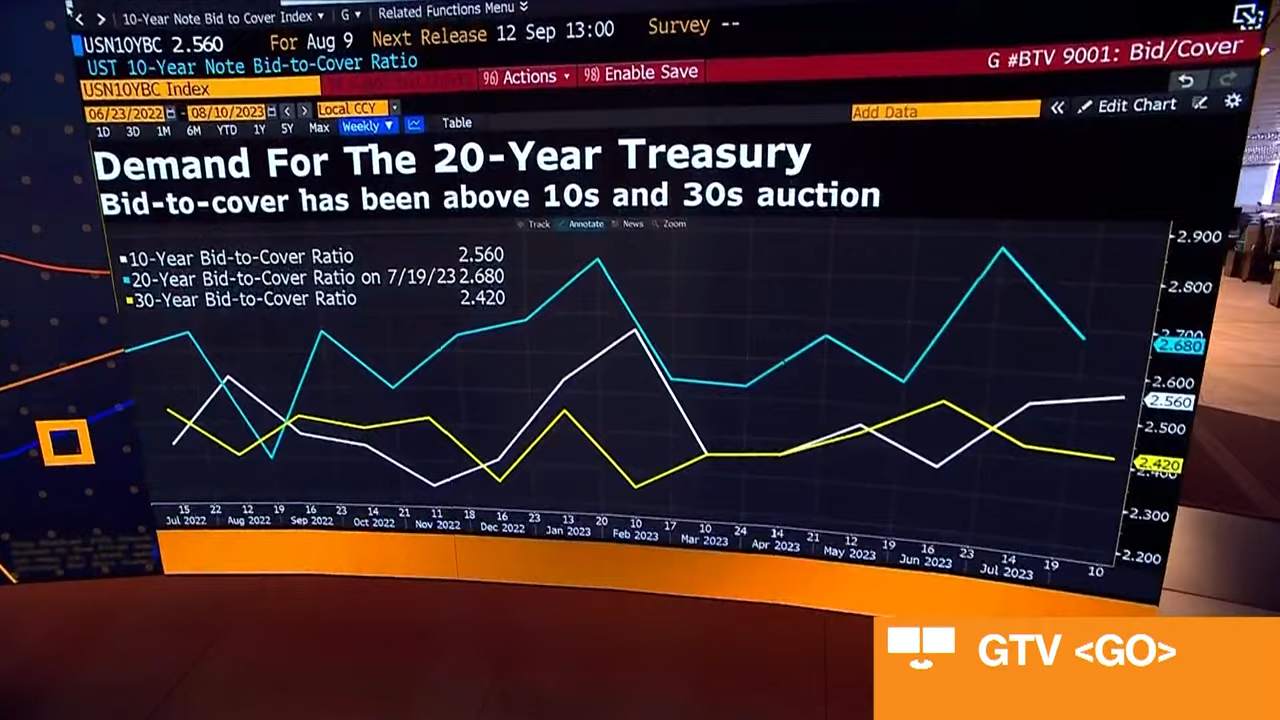 < > 10-Year Note Bid to Cover Index ▾ G ▾ Related Functions Menu
USN10YBC 2.560 For Aug 9 Next Release 12 Sep 13:00 Survey --
UST 10-Year Note Bid-to-Cover Ratio
USN10YBC Index 96) Actions ▾ 98) Enable Save G #BTV 9001: Bid/Cover
06/23/2022 - 08/10/2023 < > Local CCY Add Data « Edit Chart
1D 3D 1M 6M YTD 1Y 5Y Max Weekly ▼ Table
Demand For The 20-Year Treasury
Bid-to-cover has been above 10s and 30s auction
Track Annotate News Zoom
10-Year Bid-to-Cover Ratio 2.560
20-Year Bid-to-Cover Ratio on 7/19/23 2.680
30-Year Bid-to-Cover Ratio 2.420
2.900
2.800
2.700
2.680
2.600
2.560
2.500
2.420
2.400
2.300
2.200
15 22 12 19 16 23 14 21 11 18 16 23 13 20 10 17 10 24 14 21 12 19 16 23 14 19 10
Jul 2022 Aug 2022 Sep 2022 Oct 2022 Nov 2022 Dec 2022 Jan 2023 Feb 2023 Mar 2023 Apr 2023 May 2023 Jun 2023 Jul 2023
GTV <GO>